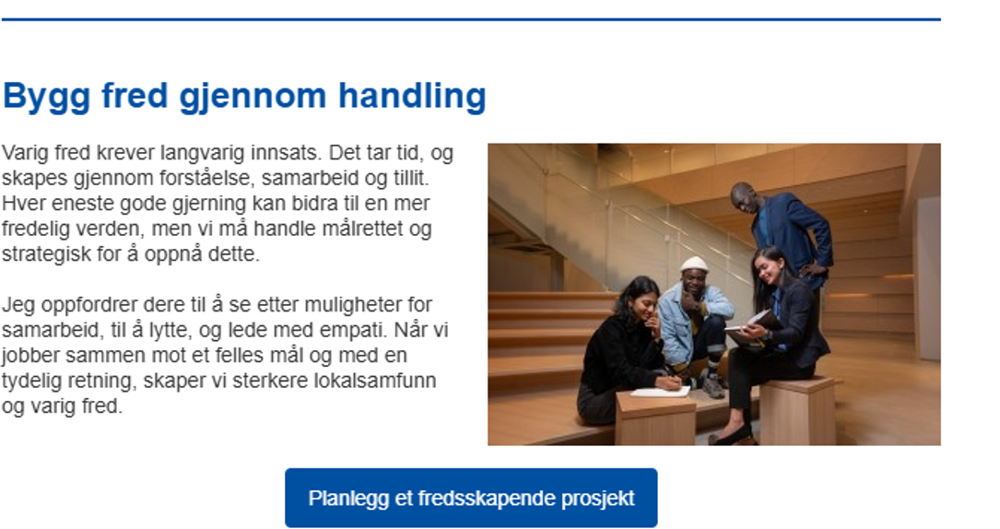 Bygg fred gjennom handling
Varig fred krever langvarig innsats. Det tar tid, og
skapes gjennom forståelse, samarbeid og tillit.
Hver eneste gode gjerning kan bidra til en mer
fredelig verden, men vi må handle målrettet og
strategisk for å oppnå dette.
Jeg oppfordrer dere til å se etter muligheter for
samarbeid, til å lytte, og lede med empati. Når vi
jobber sammen mot et felles mål og med en
tydelig retning, skaper vi sterkere lokalsamfunn
og varig fred.
Planlegg et fredsskapende prosjekt